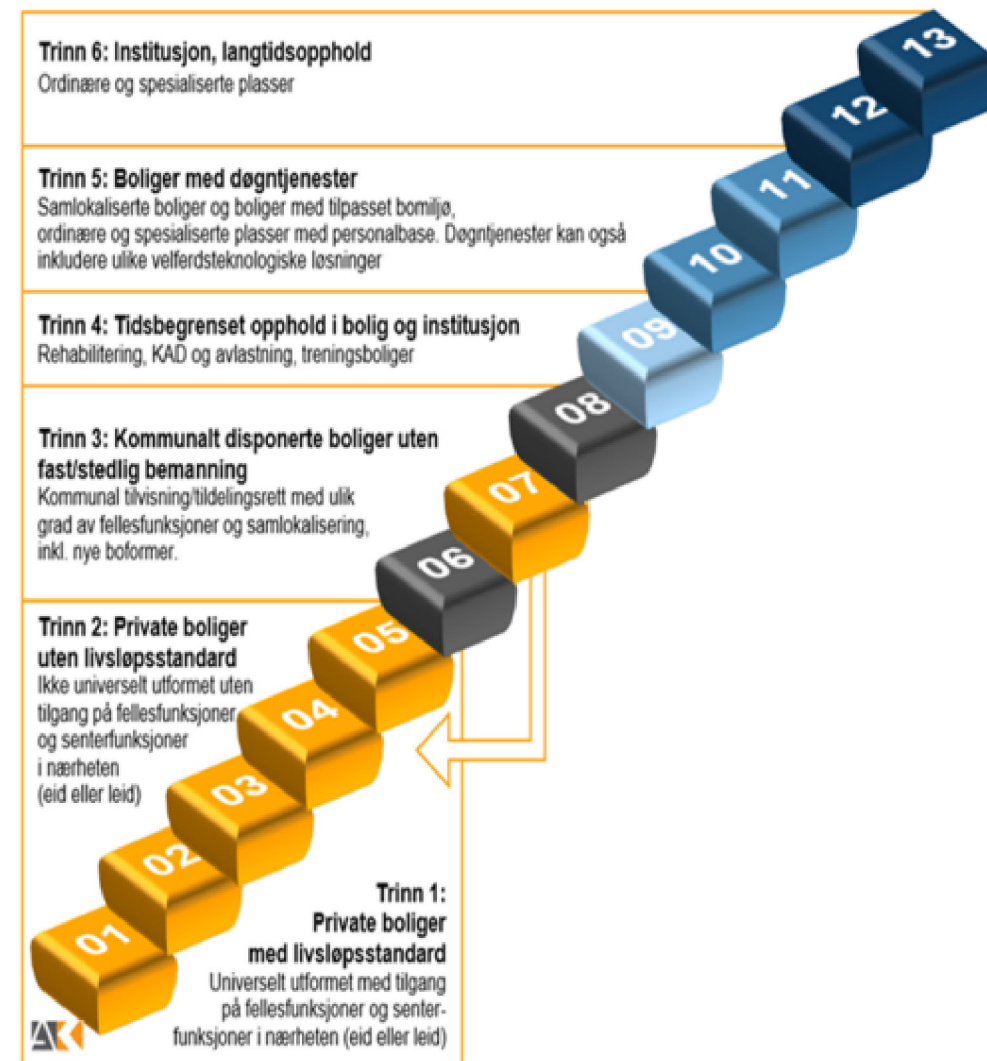 Trinn 6: Institusjon, langtidsopphold
Ordinære og spesialiserte plasser
Trinn 5: Boliger med døgntjenester
Samlokaliserte boliger og boliger med tilpasset bomiljø,
ordinære og spesialiserte plasser med personalbase. Døgntjenester kan også
inkludere ulike velferdsteknologiske løsninger
Trinn 4: Tidsbegrenset opphold i bolig og institusjon
Rehabilitering, KAD og avlastning, treningsboliger
Trinn 3: Kommunalt disponerte boliger uten
fast/stedlig bemanning
Kommunal tilvisning/tildelingsrett med ulik
grad av fellesfunksjoner og samlokalisering,
inkl. nye boformer.
Trinn 2: Private boliger
uten livsløpsstandard
Ikke universelt utformet uten
tilgang på fellesfunksjoner
og senterfunksjoner
i nærheten
(eid eller leid)
Trinn 1:
Private boliger
med livsløpsstandard
Universelt utformet med tilgang
på fellesfunksjoner og senter-
funksjoner i nærheten (eid eller leid)
13
12
11
10
09
08
07
06
05
04
03
02
01
AK